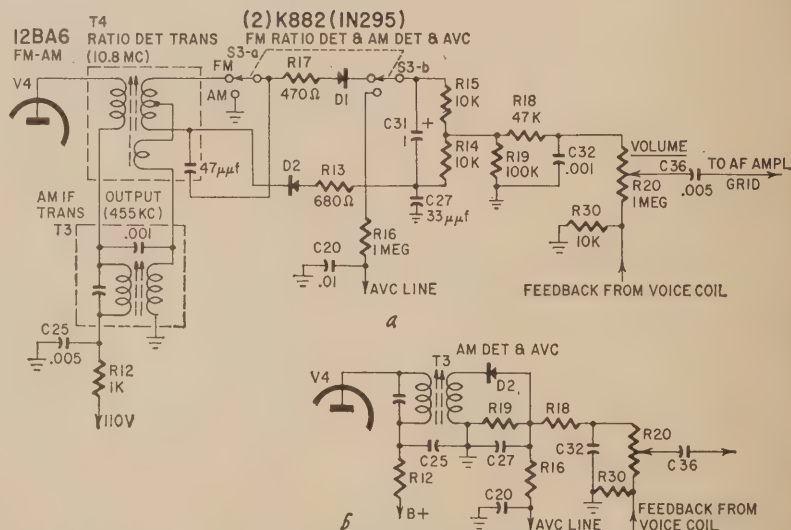 (2)K882(1N295)
FM RATIO DET & AM DET & AVC
12BA6
FM-AM
T4
RATIO DET TRANS
(10.8 MC)
V4
FM
AM
S3-a
R17
470Ω
D1
S3-b
R15
10K
C31
1
+
R14
10K
R18
47K
R19
100K
C32
.001
VOLUME
C36
R20
1MEG
.005
TO AF AMPL
GRID
47μμf
D2
R13
680Ω
C27
33μμf
R16
1MEG
R30
10K
C20
.01
AVC LINE
FEEDBACK FROM VOICE COIL
AM IF
TRANS
T3
OUTPUT
(455KC)
.001
C25
.005
R12
1K
110V
a
AM DET & AVC
V4
T3
D2
R19
R18
R20
C32
C36
C25
C27
R12
R16
R30
C20
B+
AVC LINE
FEEDBACK FROM
VOICE COIL
b